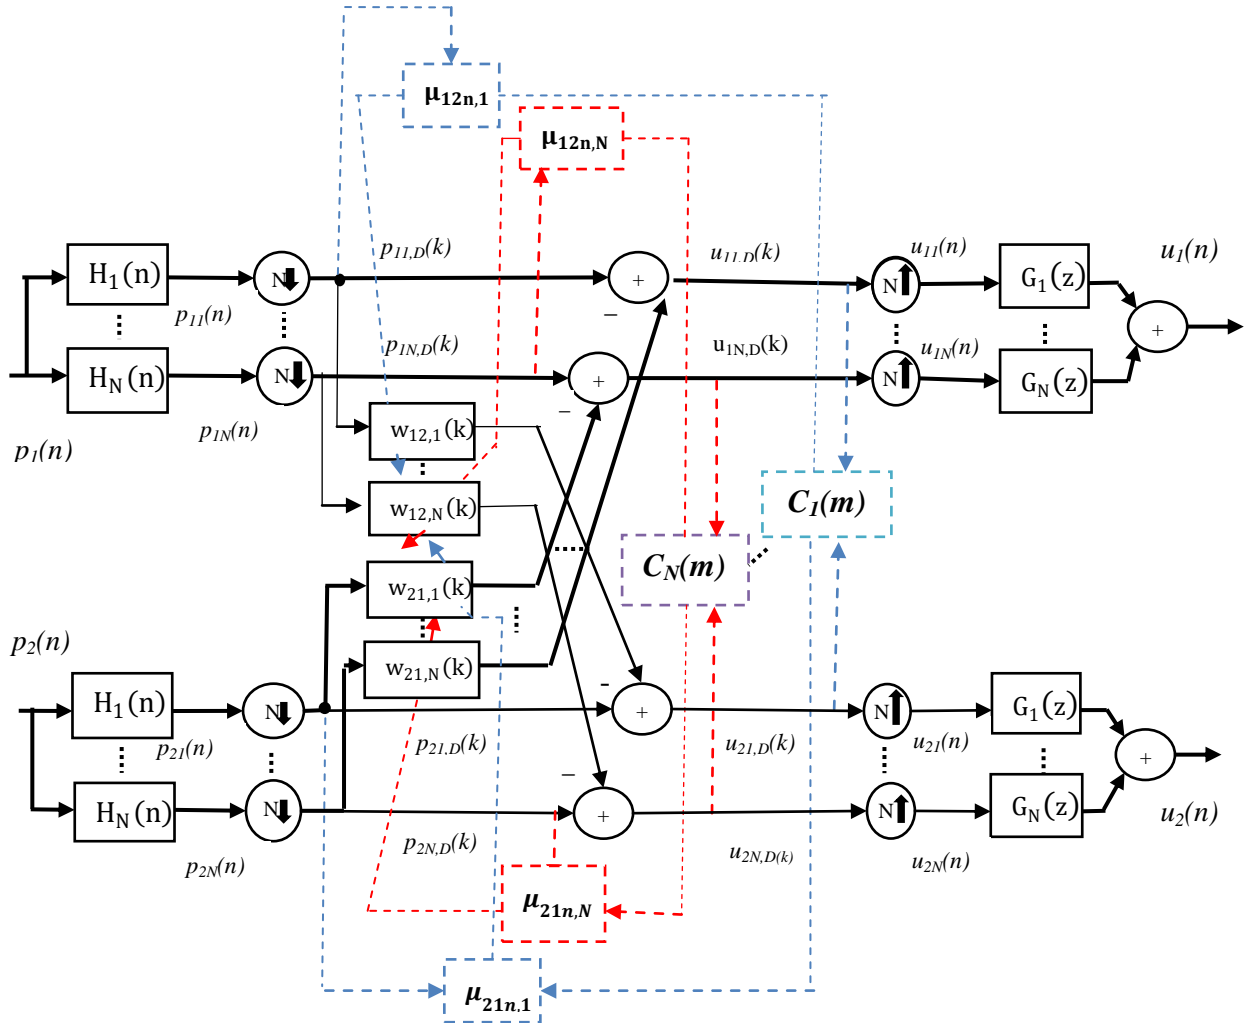 μ12n,1
μ12n,N
p11,D(k)
u11,D(k)
u11(n)
u1(n)
H1(n)
N
+
N
G1(z)
p11(n)
–
+
p1N,D(k)
u1N,D(k)
u1N(n)
HN(n)
N
+
N
GN(z)
p1N(n)
–
p1(n)
w12,1(k)
w12,N(k)
C1(m)
CN(m)
w21,1(k)
p2(n)
w21,N(k)
H1(n)
N
-
+
N
G1(z)
p21(n)
p21,D(k)
u21,D(k)
u21(n)
+
–
HN(n)
N
+
N
GN(z)
u2(n)
p2N(n)
p2N,D(k)
u2N,D(k)
u2N(n)
μ21n,N
μ21n,1